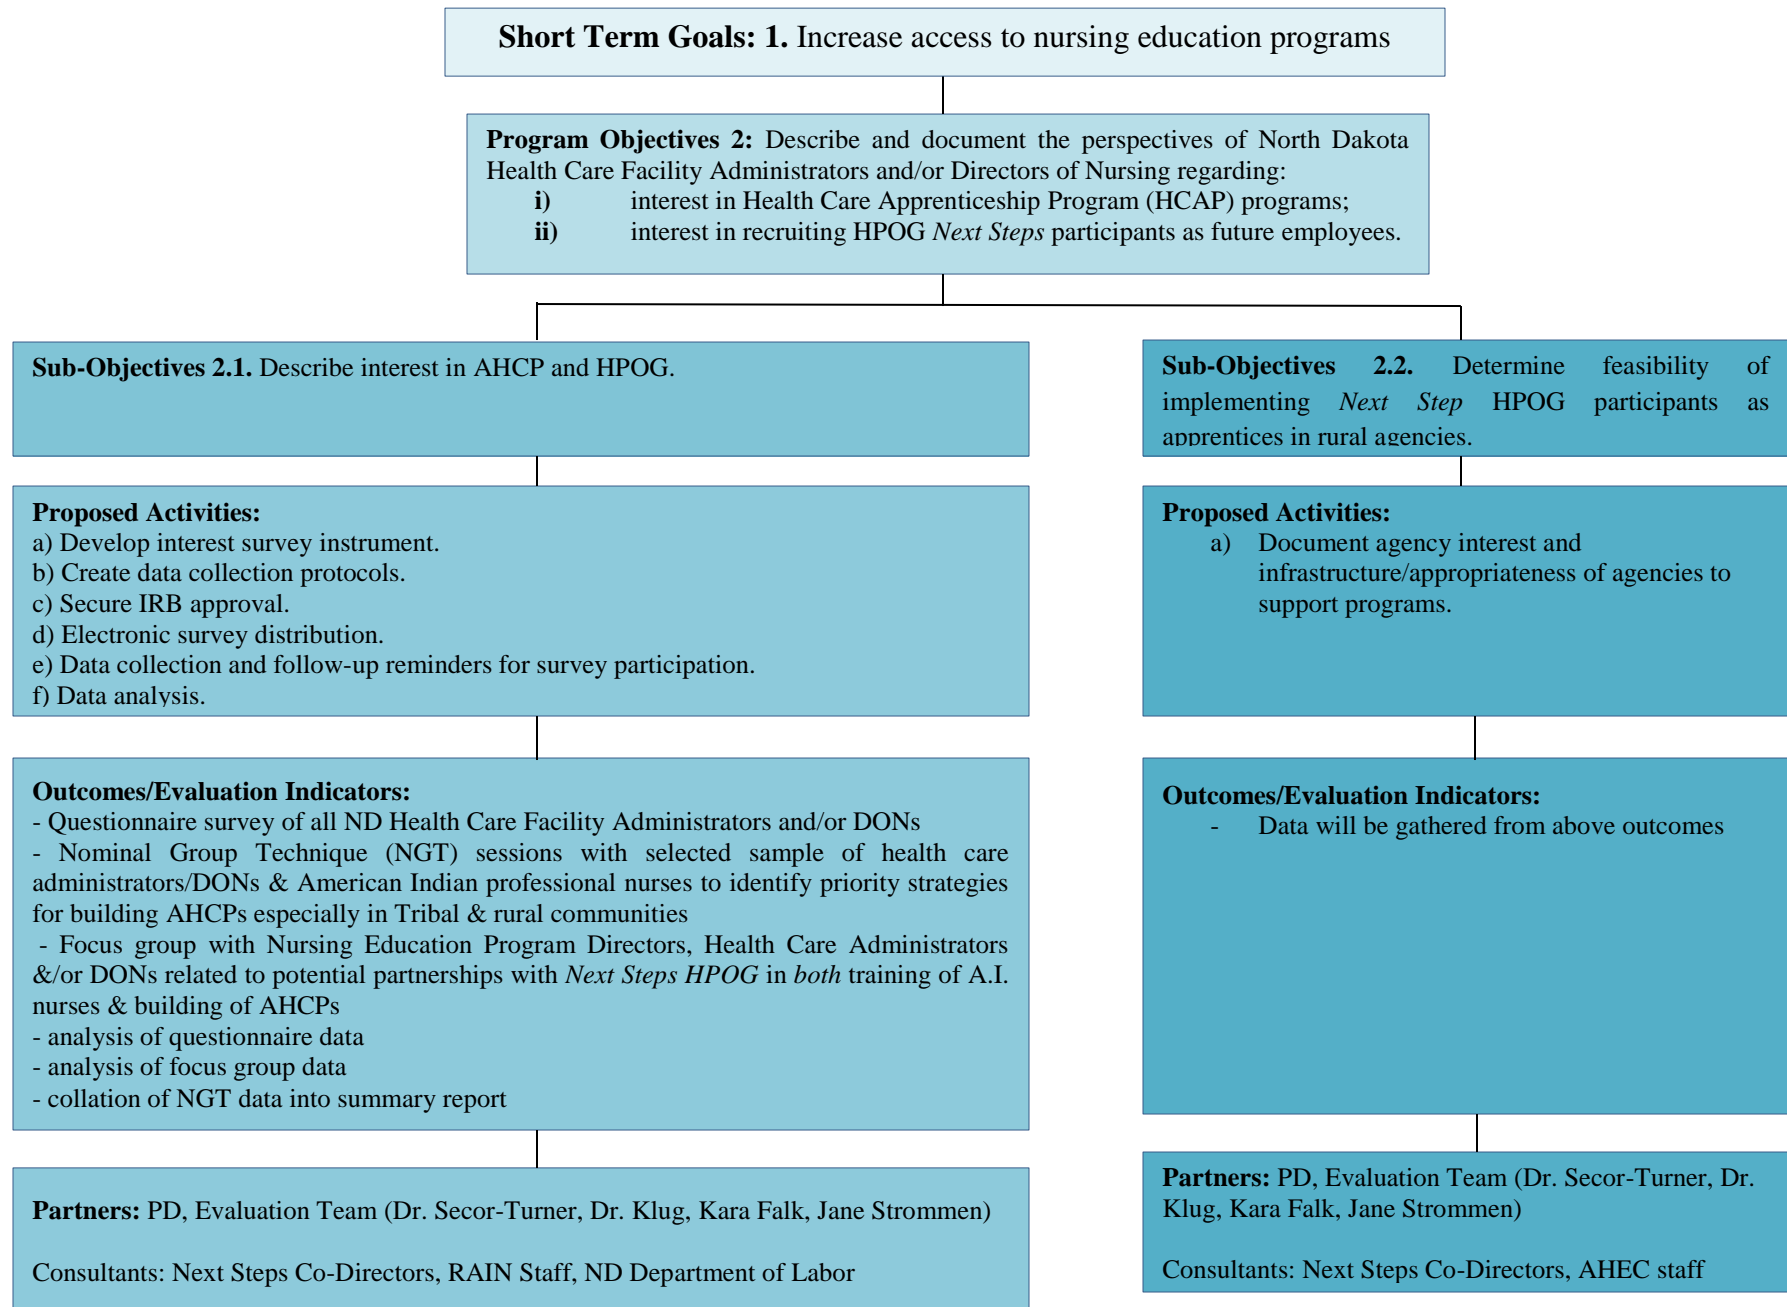 Short Term Goals: 1. Increase access to nursing education programs
Program Objectives 2: Describe and document the perspectives of North Dakota
Health Care Facility Administrators and/or Directors of Nursing regarding:
i) interest in Health Care Apprenticeship Program (HCAP) programs;
ii) interest in recruiting HPOG Next Steps participants as future employees.
Sub-Objectives 2.1. Describe interest in AHCP and HPOG.
Proposed Activities:
a) Develop interest survey instrument.
b) Create data collection protocols.
c) Secure IRB approval.
d) Electronic survey distribution.
e) Data collection and follow-up reminders for survey participation.
f) Data analysis.
Outcomes/Evaluation Indicators:
- Questionnaire survey of all ND Health Care Facility Administrators and/or DONs
- Nominal Group Technique (NGT) sessions with selected sample of health care
administrators/DONs & American Indian professional nurses to identify priority strategies
for building AHCPs especially in Tribal & rural communities
- Focus group with Nursing Education Program Directors, Health Care Administrators
&/or DONs related to potential partnerships with Next Steps HPOG in both training of A.I.
nurses & building of AHCPs
- analysis of questionnaire data
- analysis of focus group data
- collation of NGT data into summary report
Partners: PD, Evaluation Team (Dr. Secor-Turner, Dr. Klug, Kara Falk, Jane Strommen)
Consultants: Next Steps Co-Directors, RAIN Staff, ND Department of Labor
Sub-Objectives 2.2. Determine feasibility of
implementing Next Step HPOG participants as
apprentices in rural agencies.
Proposed Activities:
a) Document agency interest and
infrastructure/appropriateness of agencies to
support programs.
Outcomes/Evaluation Indicators:
- Data will be gathered from above outcomes
Partners: PD, Evaluation Team (Dr. Secor-Turner, Dr.
Klug, Kara Falk, Jane Strommen)
Consultants: Next Steps Co-Directors, AHEC staff